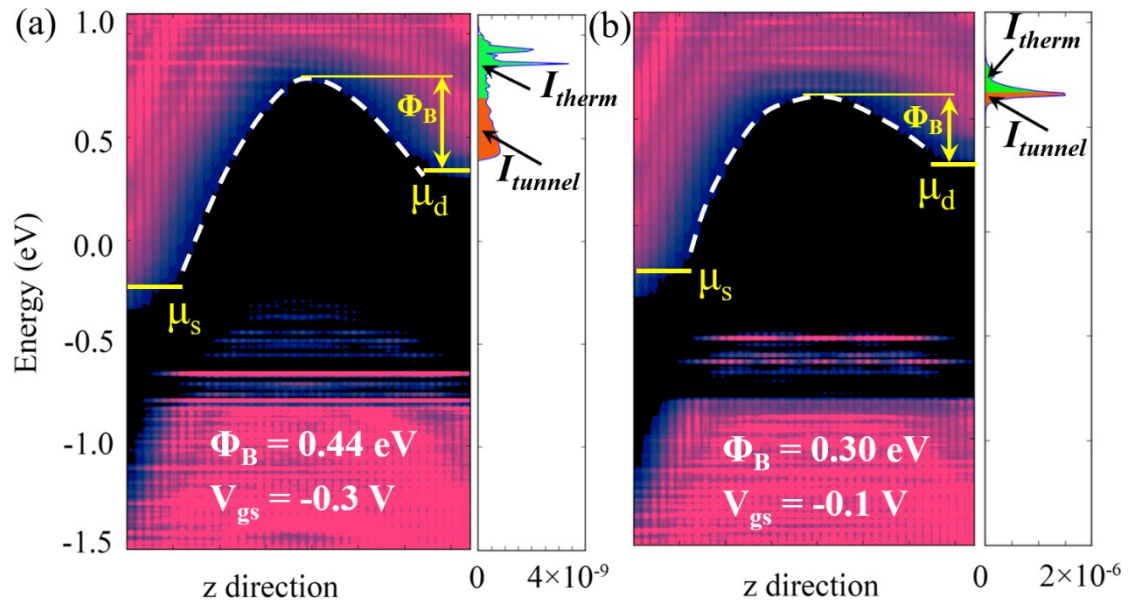 (a)
1.0
0.5
0.0
-0.5
-1.0
-1.5
Energy (eV)
z direction
Φ_B
μ_d
μ_s
Φ_B = 0.44 eV
V_gs = -0.3 V
I_therm
I_tunnel
0 4×10⁻⁹
(b)
Φ_B
μ_d
μ_s
Φ_B = 0.30 eV
V_gs = -0.1 V
z direction
I_therm
I_tunnel
0 2×10⁻⁶